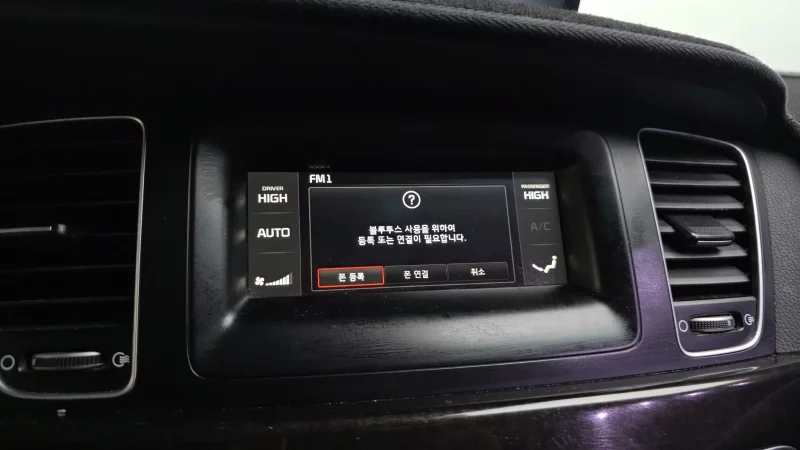 FM1
DRIVER
HIGH
AUTO
블루투스 사용을 위하여
등록 또는 연결이 필요합니다.
폰 등록
폰 연결
취소
PASSENGER
HIGH
A/C